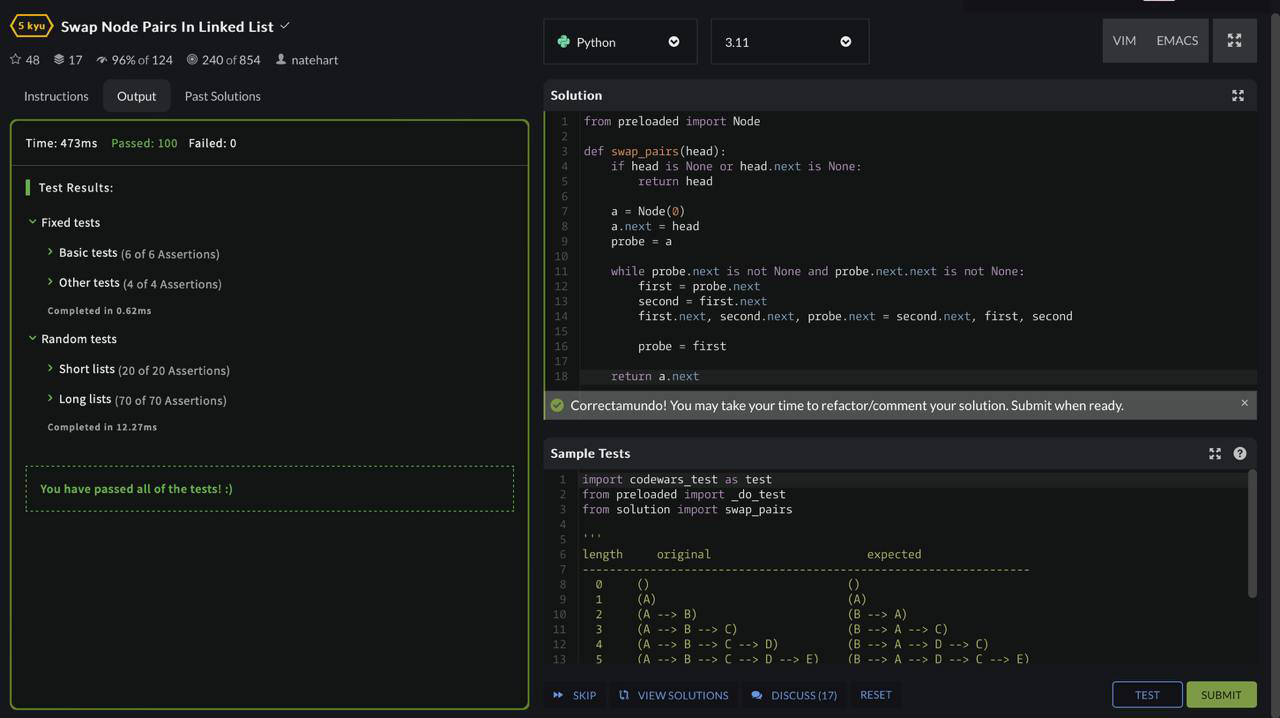 5 kyu Swap Node Pairs In Linked List
48 17 96% of 124 240 of 854 natehart
Instructions Output Past Solutions
Time: 473ms Passed: 100 Failed: 0
Test Results:
Fixed tests
Basic tests (6 of 6 Assertions)
Other tests (4 of 4 Assertions)
Completed in 0.62ms
Random tests
Short lists (20 of 20 Assertions)
Long lists (70 of 70 Assertions)
Completed in 12.27ms
You have passed all of the tests! :)
Python 3.11 VIM EMACS
Solution
1 from preloaded import Node
2
3 def swap_pairs(head):
4     if head is None or head.next is None:
5         return head
6
7     a = Node(0)
8     a.next = head
9     probe = a
10
11     while probe.next is not None and probe.next.next is not None:
12         first = probe.next
13         second = first.next
14         first.next, second.next, probe.next = second.next, first, second
15
16         probe = first
17
18     return a.next
Correctamundo! You may take your time to refactor/comment your solution. Submit when ready. ×
Sample Tests ?
1 import codewars_test as test
2 from preloaded import _do_test
3 from solution import swap_pairs
4
5 '''
6 length     original                       expected
7 ------------------------------------------------------------------
8   0     ()                             ()
9   1     (A)                            (A)
10   2     (A --> B)                      (B --> A)
11   3     (A --> B --> C)                (B --> A --> C)
12   4     (A --> B --> C --> D)          (B --> A --> D --> C)
13   5     (A --> B --> C --> D --> E)    (B --> A --> D --> C --> E)
SKIP VIEW SOLUTIONS DISCUSS (17) RESET TEST SUBMIT